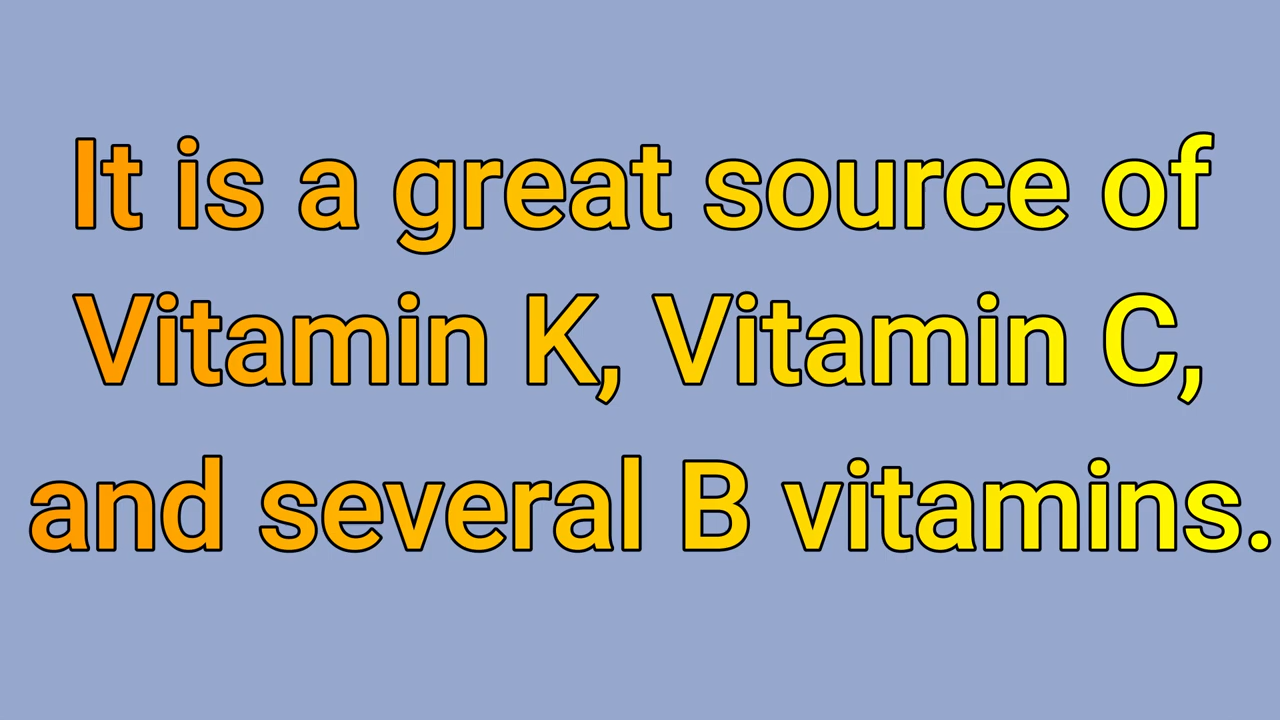 It is a great source of
Vitamin K, Vitamin C,
and several B vitamins.